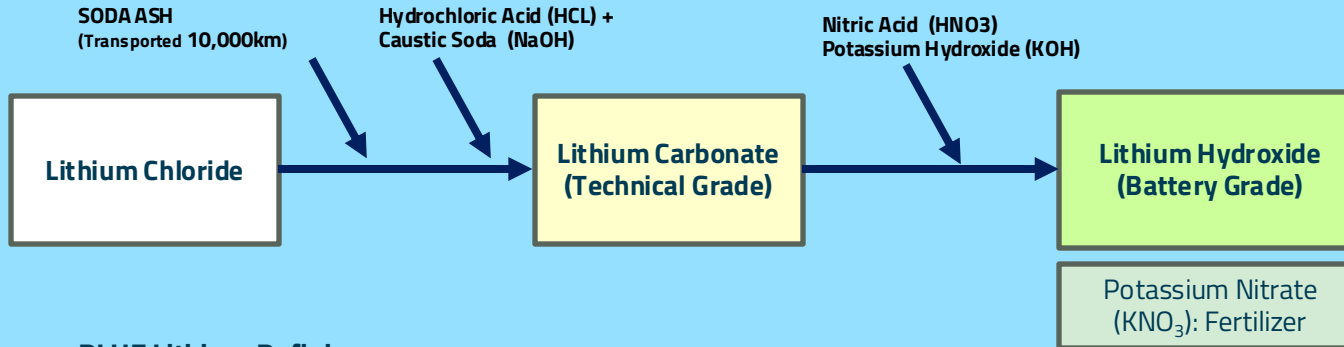 SODA ASH
(Transported 10,000km)
Hydrochloric Acid (HCL) +
Caustic Soda (NaOH)
Nitric Acid (HNO3)
Potassium Hydroxide (KOH)
Lithium Chloride
Lithium Carbonate
(Technical Grade)
Lithium Hydroxide
(Battery Grade)
Potassium Nitrate
(KNO₃): Fertilizer